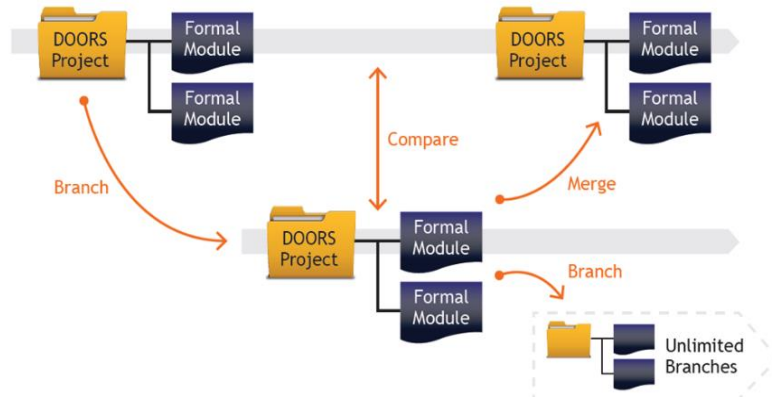 DOORS
Project
Formal
Module
Formal
Module
DOORS
Project
Formal
Module
Formal
Module
Compare
Branch
Merge
DOORS
Project
Formal
Module
Formal
Module
Branch
Unlimited
Branches